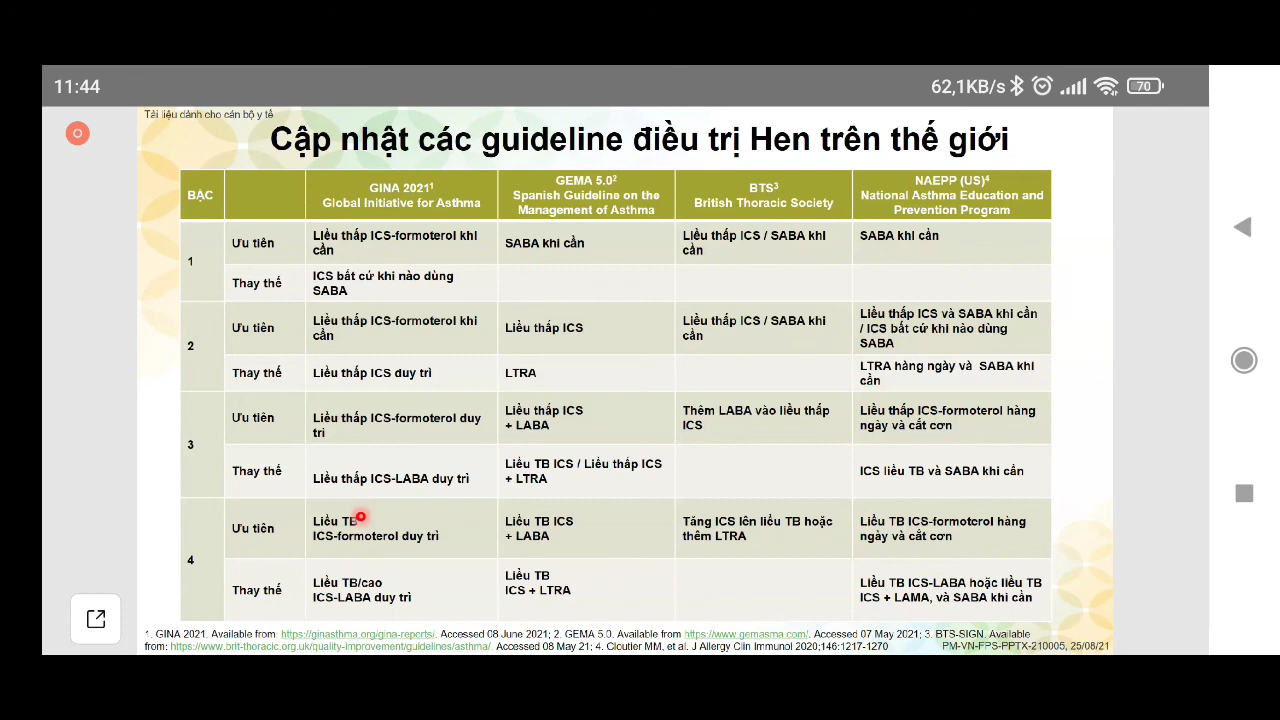 11:44
62,1KB/s
70
Tài liệu dành cho cán bộ y tế
Cập nhật các guideline điều trị Hen trên thế giới
BẬC
GINA 2021¹
Global Initiative for Asthma
GEMA 5.0²
Spanish Guideline on the
Management of Asthma
BTS³
British Thoracic Society
NAEPP (US)⁴
National Asthma Education and
Prevention Program
1
Ưu tiên
Liều thấp ICS-formoterol khi
cần
SABA khi cần
Liều thấp ICS / SABA khi
cần
SABA khi cần
Thay thế
ICS bất cứ khi nào dùng
SABA
2
Ưu tiên
Liều thấp ICS-formoterol khi
cần
Liều thấp ICS
Liều thấp ICS / SABA khi
cần
Liều thấp ICS và SABA khi cần
/ ICS bất cứ khi nào dùng
SABA
Thay thế
Liều thấp ICS duy trì
LTRA
LTRA hàng ngày và SABA khi
cần
3
Ưu tiên
Liều thấp ICS-formoterol duy
trì
Liều thấp ICS
+ LABA
Thêm LABA vào liều thấp
ICS
Liều thấp ICS-formoterol hàng
ngày và cắt cơn
Thay thế
Liều thấp ICS-LABA duy trì
Liều TB ICS / Liều thấp ICS
+ LTRA
ICS liều TB và SABA khi cần
4
Ưu tiên
Liều TB
ICS-formoterol duy trì
Liều TB ICS
+ LABA
Tăng ICS lên liều TB hoặc
thêm LTRA
Liều TB ICS-formoterol hàng
ngày và cắt cơn
Thay thế
Liều TB/cao
ICS-LABA duy trì
Liều TB
ICS + LTRA
Liều TB ICS-LABA hoặc liều TB
ICS + LAMA, và SABA khi cần
1. GINA 2021. Available from: https://ginasthma.org/gina-reports/. Accessed 08 June 2021; 2. GEMA 5.0. Available from https://www.gemasma.com/. Accessed 07 May 2021; 3. BTS-SIGN. Available
from: https://www.brit-thoracic.org.uk/quality-improvement/guidelines/asthma/. Accessed 08 May 21; 4. Cloutier MM, et al. J Allergy Clin Immunol 2020;146:1217-1270
PM-VN-FPS-PPTX-210005, 25/08/21